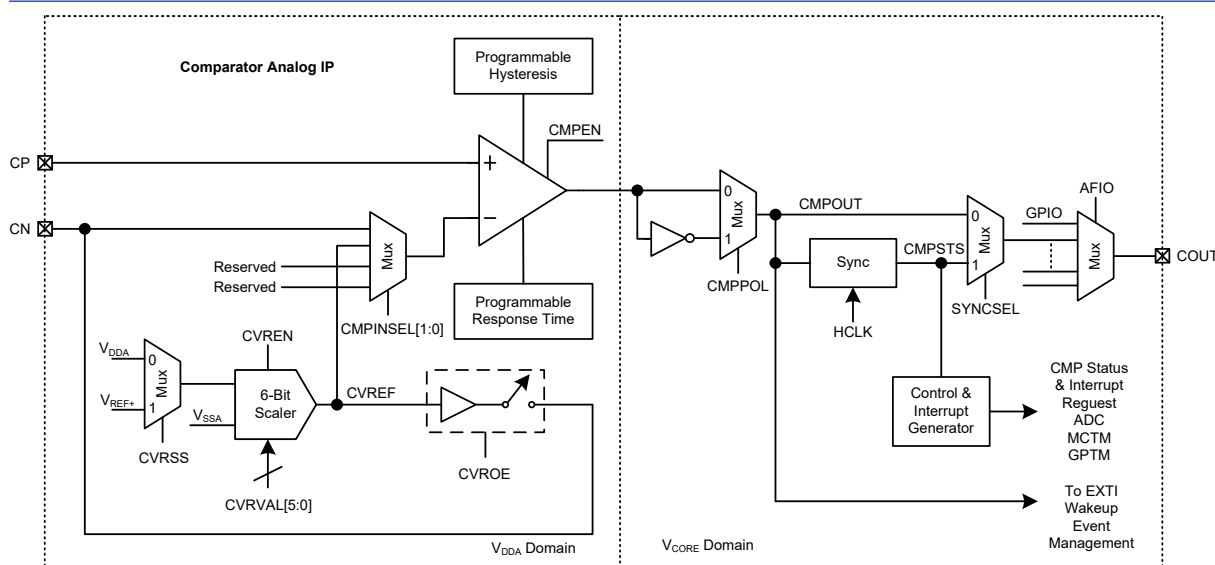 Comparator Analog IP
Programmable
Hysteresis
CMPEN
CP
+
CN
−
Mux
Reserved
Reserved
CMPINSEL[1:0]
Programmable
Response Time
0
Mux
1
CMPPOL
CMPOUT
Sync
HCLK
CMPSTS
0
Mux
1
SYNCSEL
AFIO
GPIO
Mux
COUT
VDDA
0
Mux
VREF+
1
CVRSS
CVREN
6-Bit
Scaler
VSSA
CVRVAL[5:0]
CVREF
CVROE
Control &
Interrupt
Generator
CMP Status
& Interrupt
Reguest
ADC
MCTM
GPTM
To EXTI
Wakeup
Event
Management
VDDA Domain
VCORE Domain